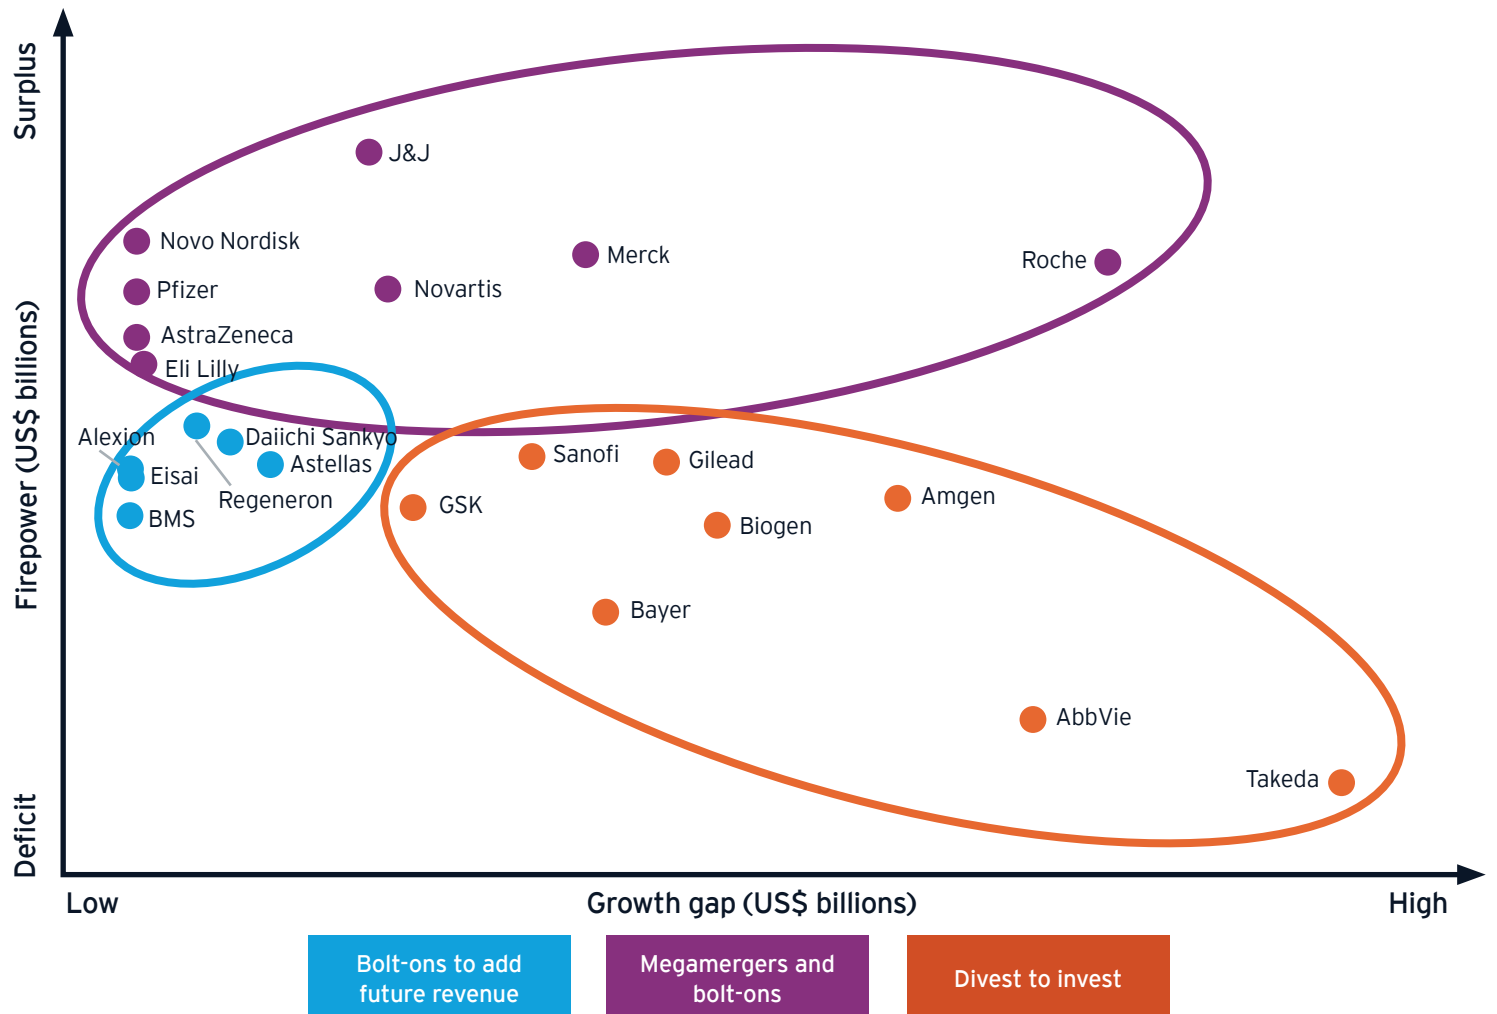 Surplus
Firepower (US$ billions)
Deficit
J&J
Novo Nordisk
Merck
Roche
Pfizer
Novartis
AstraZeneca
Eli Lilly
Alexion
Daiichi Sankyo
Astellas
Eisai
Regeneron
BMS
Sanofi
Gilead
GSK
Amgen
Biogen
Bayer
AbbVie
Takeda
Low
Growth gap (US$ billions)
High
Bolt-ons to add
future revenue
Megamergers and
bolt-ons
Divest to invest